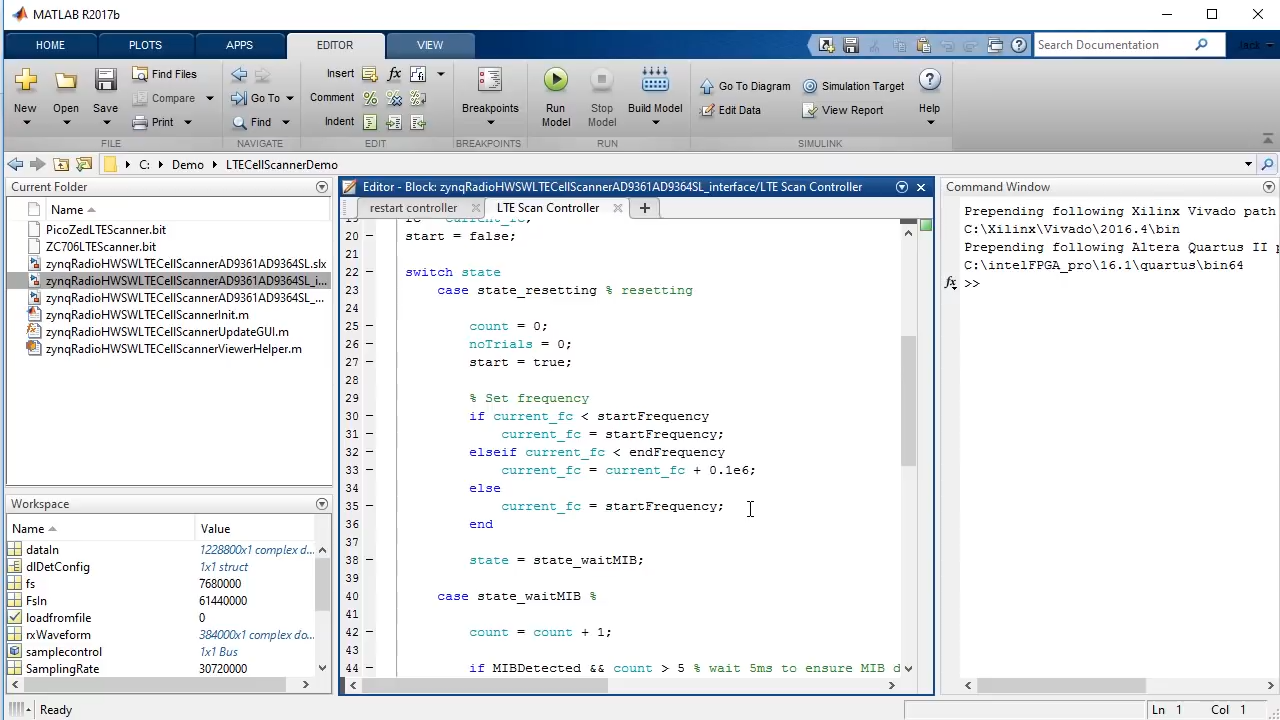 MATLAB R2017b
HOME PLOTS APPS EDITOR VIEW
Search Documentation
Jack
New Open Save Find Files Compare Print
Go To Find
Insert Comment Indent fx
Breakpoints
Run Model Stop Model Build Model
Go To Diagram Simulation Target
Edit Data View Report
Help
FILE NAVIGATE EDIT BREAKPOINTS RUN SIMULINK
C: Demo LTECellScannerDemo
Current Folder
Name
PicoZedLTEScanner.bit
ZC706LTEScanner.bit
zynqRadioHWSWLTECellScannerAD9361AD9364SL.slx
zynqRadioHWSWLTECellScannerAD9361AD9364SL_i...
zynqRadioHWSWLTECellScannerAD9361AD9364SL_...
zynqRadioHWSWLTECellScannerInit.m
zynqRadioHWSWLTECellScannerUpdateGUI.m
zynqRadioHWSWLTECellScannerViewerHelper.m
Workspace
Name Value
dataIn 1228800x1 complex d...
dlDetConfig 1x1 struct
fs 7680000
FsIn 61440000
loadfromfile 0
rxWaveform 384000x1 complex do...
samplecontrol 1x1 Bus
SamplingRate 30720000
Editor - Block: zynqRadioHWSWLTECellScannerAD9361AD9364SL_interface/LTE Scan Controller
restart controller LTE Scan Controller
19 fc = current_fc;
20 start = false;
21
22 switch state
23 case state_resetting % resetting
24
25 count = 0;
26 noTrials = 0;
27 start = true;
28
29 % Set frequency
30 if current_fc < startFrequency
31 current_fc = startFrequency;
32 elseif current_fc < endFrequency
33 current_fc = current_fc + 0.1e6;
34 else
35 current_fc = startFrequency;
36 end
37
38 state = state_waitMIB;
39
40 case state_waitMIB %
41
42 count = count + 1;
43
44 if MIBDetected && count > 5 % wait 5ms to ensure MIB d
Command Window
Prepending following Xilinx Vivado path
C:\Xilinx\Vivado\2016.4\bin
Prepending following Altera Quartus II p
C:\intelFPGA_pro\16.1\quartus\bin64
fx >>
Ready
Ln 1 Col 1